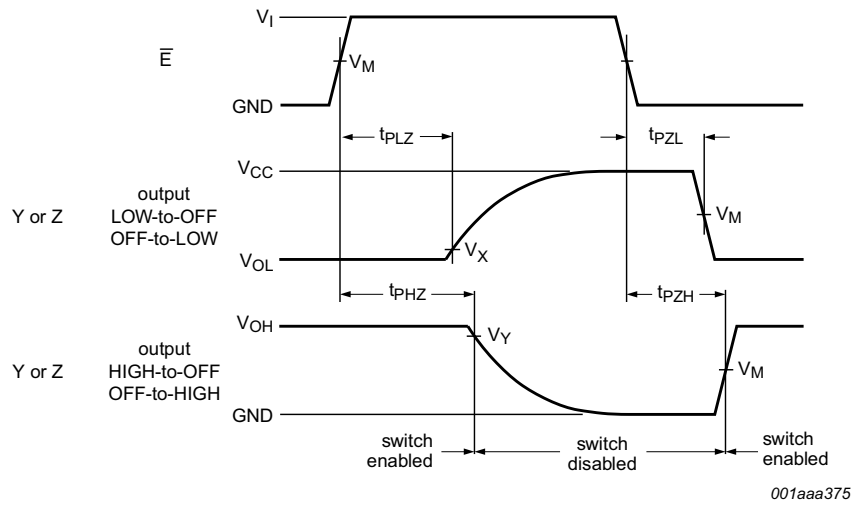 V_I
E̅
V_M
GND
t_PLZ
t_PZL
V_CC
output
Y or Z
LOW-to-OFF
OFF-to-LOW
V_M
V_X
V_OL
t_PHZ
t_PZH
V_OH
V_Y
output
Y or Z
HIGH-to-OFF
OFF-to-HIGH
V_M
GND
switch
enabled
switch
disabled
switch
enabled
001aaa375